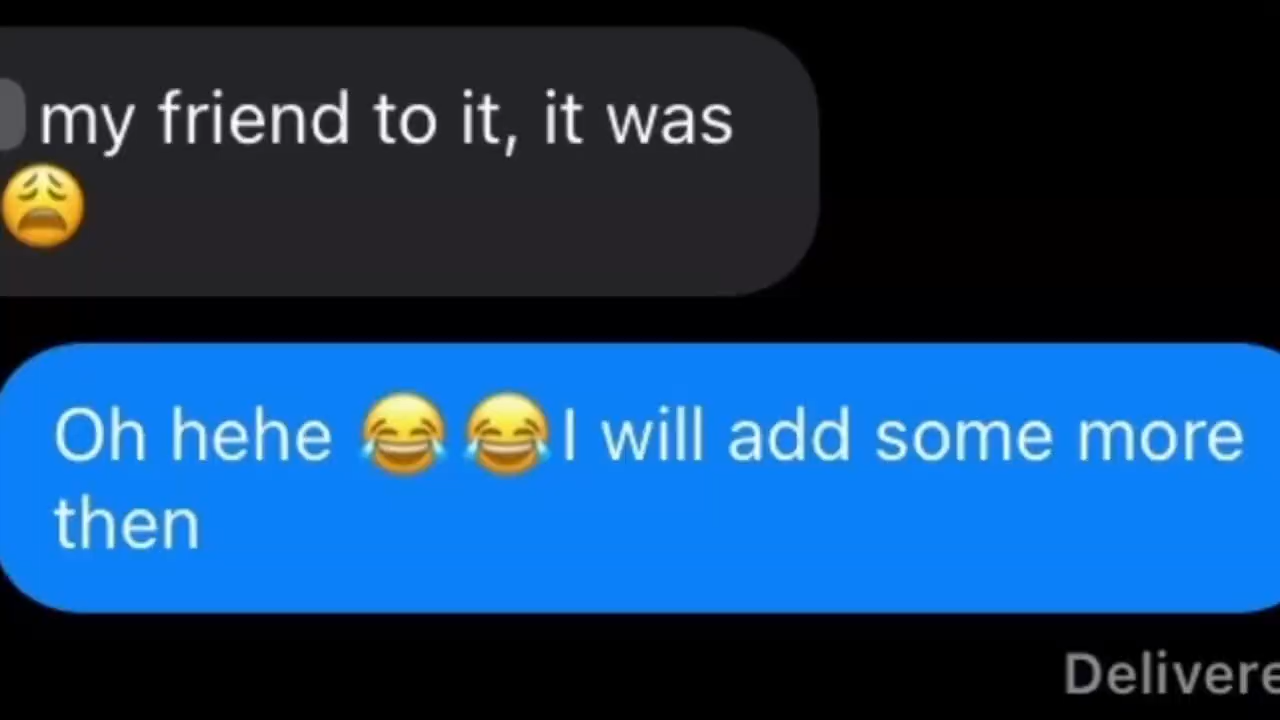 my friend to it, it was
😩
Oh hehe 😂 😂 I will add some more
then
Delivere